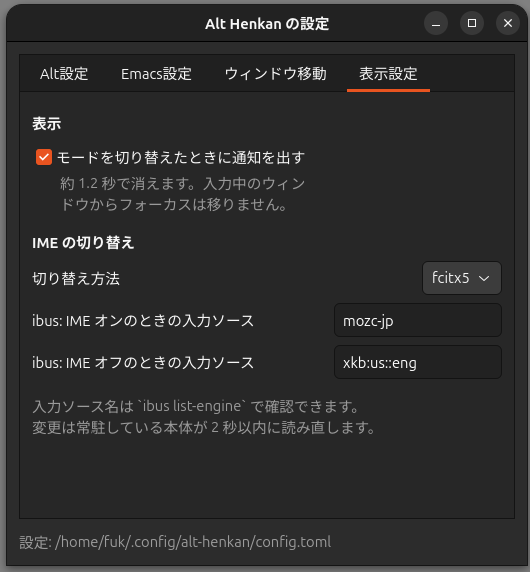 Alt Henkan の設定
Alt設定 Emacs設定 ウィンドウ移動 表示設定
表示
モードを切り替えたときに通知を出す
約 1.2 秒で消えます。入力中のウィン
ドウからフォーカスは移りません。
IME の切り替え
切り替え方法 fcitx5
ibus: IME オンのときの入力ソース mozc-jp
ibus: IME オフのときの入力ソース xkb:us::eng
入力ソース名は `ibus list-engine` で確認できます。
変更は常駐している本体が 2 秒以内に読み直します。
設定: /home/fuk/.config/alt-henkan/config.toml